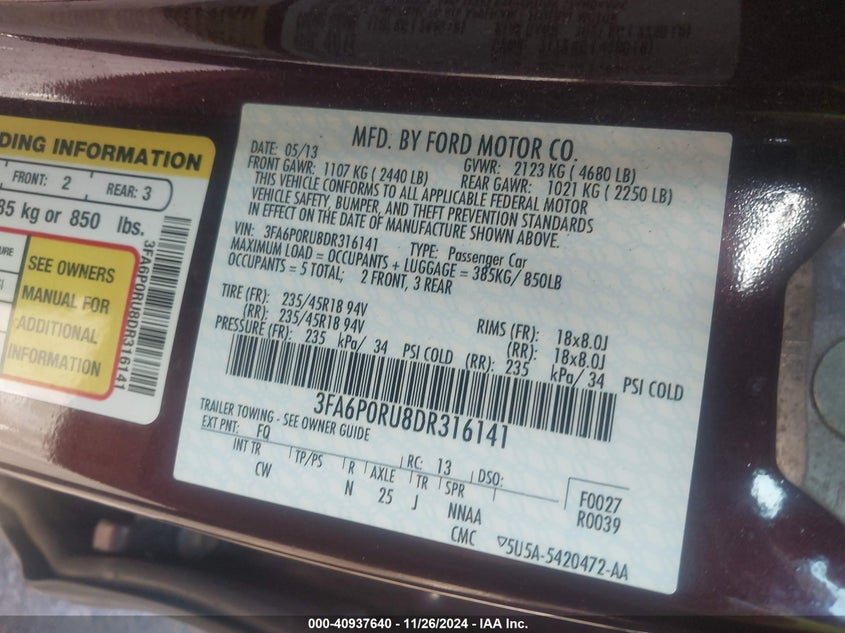 DING INFORMATION
FRONT: 2
REAR: 3
85 kg or 850 lbs.
SEE OWNERS
MANUAL FOR
ADDITIONAL
INFORMATION
3FA6P0RU8DR316141
MFD. BY FORD MOTOR CO.
DATE: 05/13 GVWR: 2123 KG ( 4680 LB)
FRONT GAWR: 1107 KG ( 2440 LB) REAR GAWR: 1021 KG ( 2250 LB)
THIS VEHICLE CONFORMS TO ALL APPLICABLE FEDERAL MOTOR
VEHICLE SAFETY, BUMPER, AND THEFT PREVENTION STANDARDS
IN EFFECT ON THE DATE OF MANUFACTURE SHOWN ABOVE.
VIN: 3FA6P0RU8DR316141 TYPE: Passenger Car
MAXIMUM LOAD = OCCUPANTS + LUGGAGE = 385KG/ 850LB
OCCUPANTS = 5 TOTAL; 2 FRONT, 3 REAR
TIRE (FR): 235/45R18 94V RIMS (FR): 18x8.0J
(RR): 235/45R18 94V (RR): 18x8.0J
PRESSURE (FR): 235 kPa/ 34 PSI COLD (RR): 235 kPa/ 34 PSI COLD
3FA6P0RU8DR316141
TRAILER TOWING - SEE OWNER GUIDE
EXT PNT: FQ RC: 13 DSO:
INT TR TP/PS R AXLE TR SPR F0027
CW N 25 J NNAA R0039
CMC ▽5U5A-5420472-AA
000-40937640 - 11/26/2024 - IAA Inc.